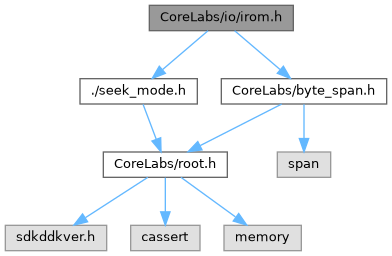 CoreLabs/io/irom.h
./seek_mode.h
CoreLabs/byte_span.h
CoreLabs/root.h
span
sdkddkver.h
cassert
memory